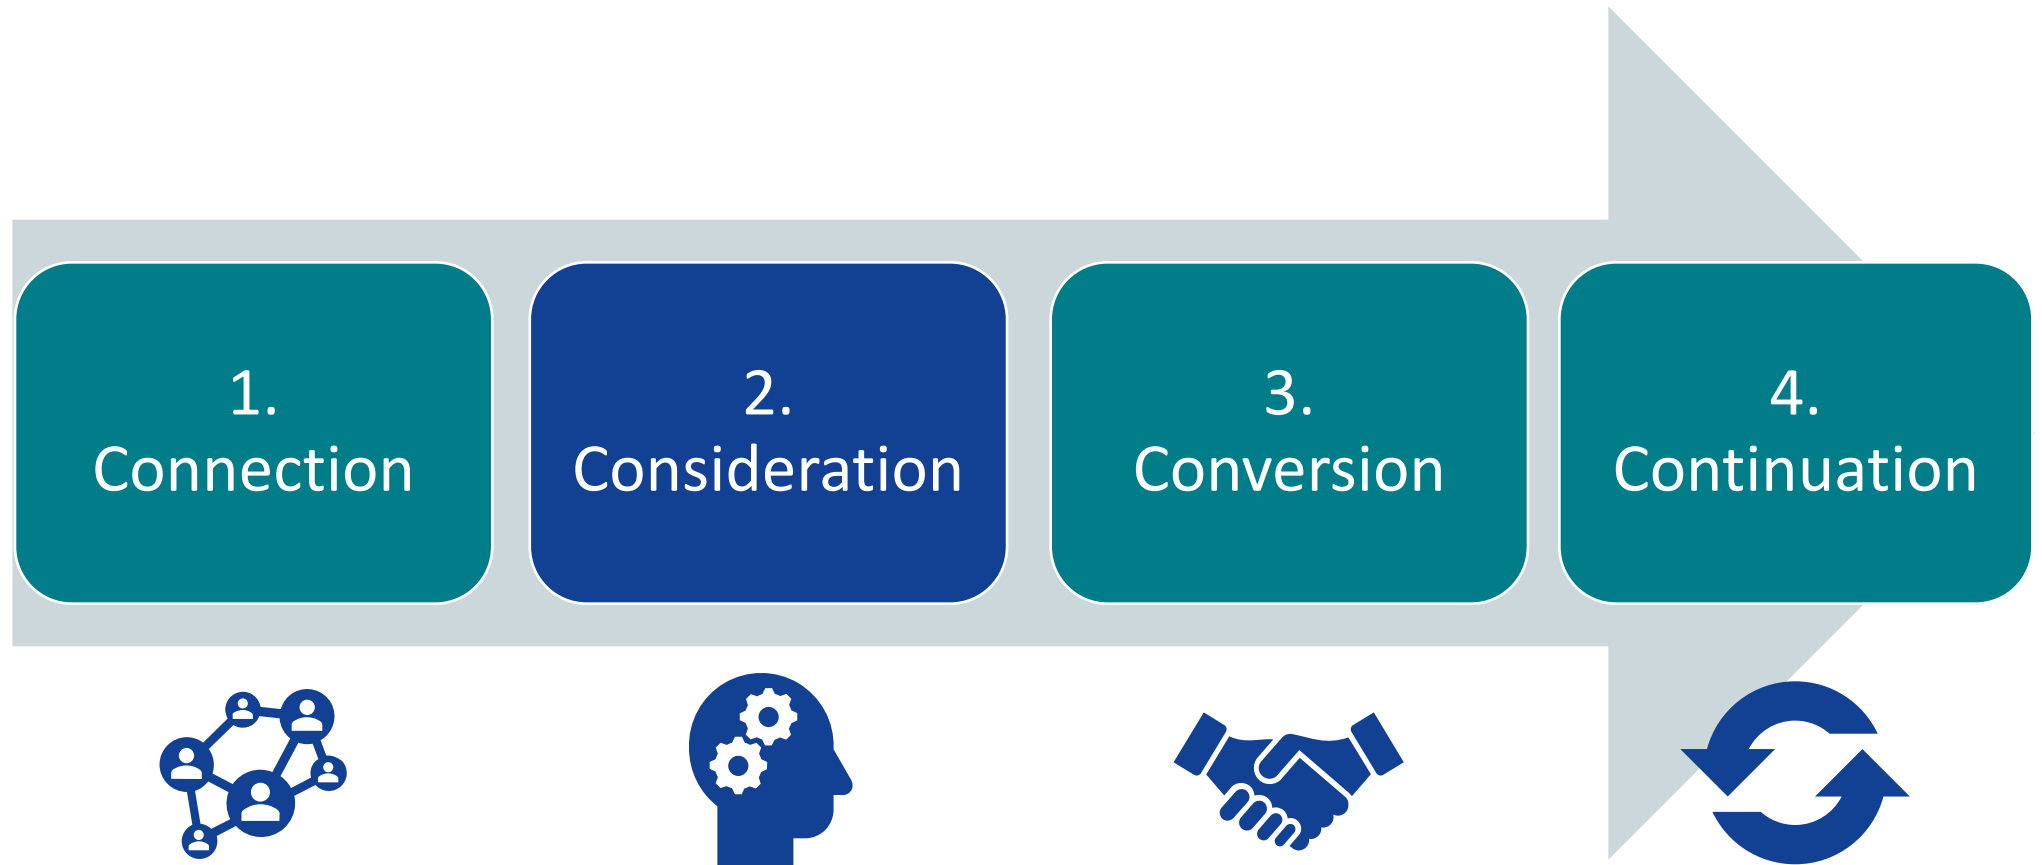 1.
Connection
2.
Consideration
3.
Conversion
4.
Continuation